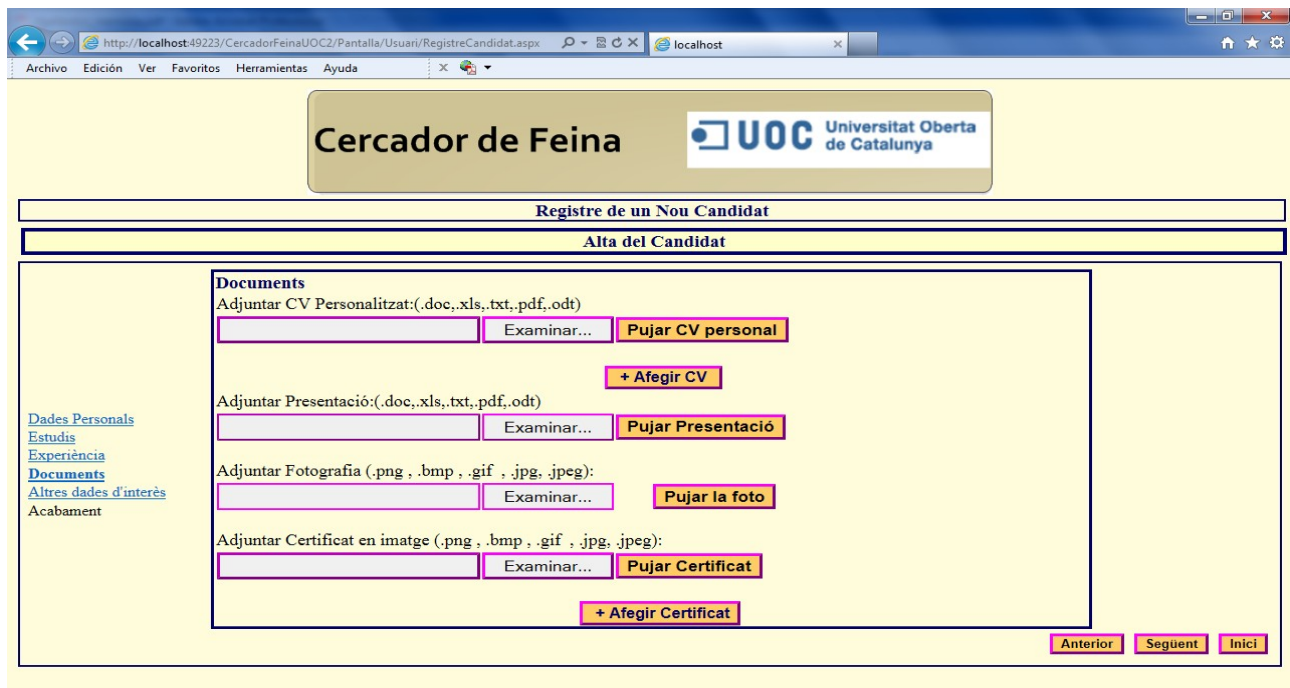 http://localhost:49223/CercadorFeinaUOC2/Pantalla/Usuari/RegistreCandidat.aspx
localhost
Archivo Edición Ver Favoritos Herramientas Ayuda
Cercador de Feina
UOC Universitat Oberta
de Catalunya
Registre de un Nou Candidat
Alta del Candidat
Documents
Adjuntar CV Personalitzat:(.doc,.xls,.txt,.pdf,.odt)
Examinar... Pujar CV personal
+ Afegir CV
Adjuntar Presentació:(.doc,.xls,.txt,.pdf,.odt)
Examinar... Pujar Presentació
Adjuntar Fotografia (.png , .bmp , .gif , .jpg, .jpeg):
Examinar... Pujar la foto
Adjuntar Certificat en imatge (.png , .bmp , .gif , .jpg, .jpeg):
Examinar... Pujar Certificat
+ Afegir Certificat
Dades Personals
Estudis
Experiència
Documents
Altres dades d'interès
Acabament
Anterior Següent Inici